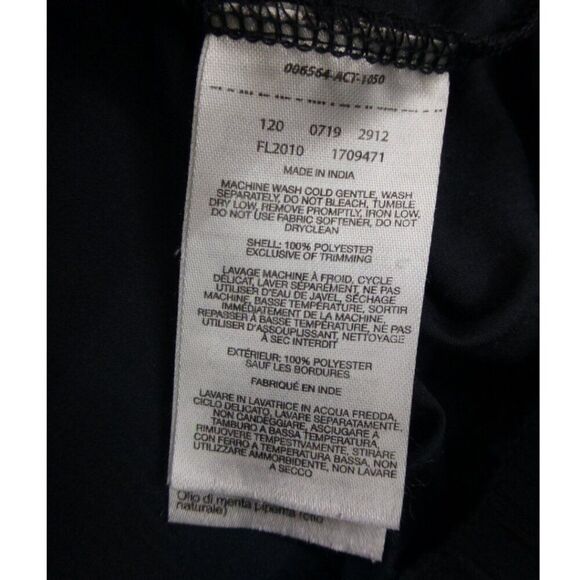 006564-ACT-1050
120 0719 2912
FL2010 1709471
MADE IN INDIA
MACHINE WASH COLD GENTLE, WASH
SEPARATELY, DO NOT BLEACH, TUMBLE
DRY LOW, REMOVE PROMPTLY, IRON LOW,
DO NOT USE FABRIC SOFTENER, DO NOT
DRYCLEAN
SHELL: 100% POLYESTER
EXCLUSIVE OF TRIMMING
LAVAGE MACHINE À FROID, CYCLE
DÉLICAT, LAVER SÉPARÉMENT, NE PAS
UTILISER D'EAU DE JAVEL, SÉCHAGE
MACHINE, BASSE TEMPÉRATURE, SORTIR
IMMÉDIATEMENT DE LA MACHINE,
REPASSER À BASSE TEMPÉRATURE, NE PAS
UTILISER D'ASSOUPLISSANT, NETTOYAGE
À SEC INTERDIT
EXTÉRIEUR: 100% POLYESTER
SAUF LES BORDURES
FABRIQUÉ EN INDE
LAVARE IN LAVATRICE IN ACQUA FREDDA,
CICLO DELICATO, LAVARE SEPARATAMENTE,
NON CANDEGGIARE, ASCIUGARE A
TAMBURO A BASSA TEMPERATURA,
RIMUOVERE TEMPESTIVAMENTE, STIRARE
CON FERRO A TEMPERATURA BASSA, NON
UTILIZZARE AMMORBIDENTE, NON LAVARE
A SECCO
Olio di menta piperita (olio
naturale)